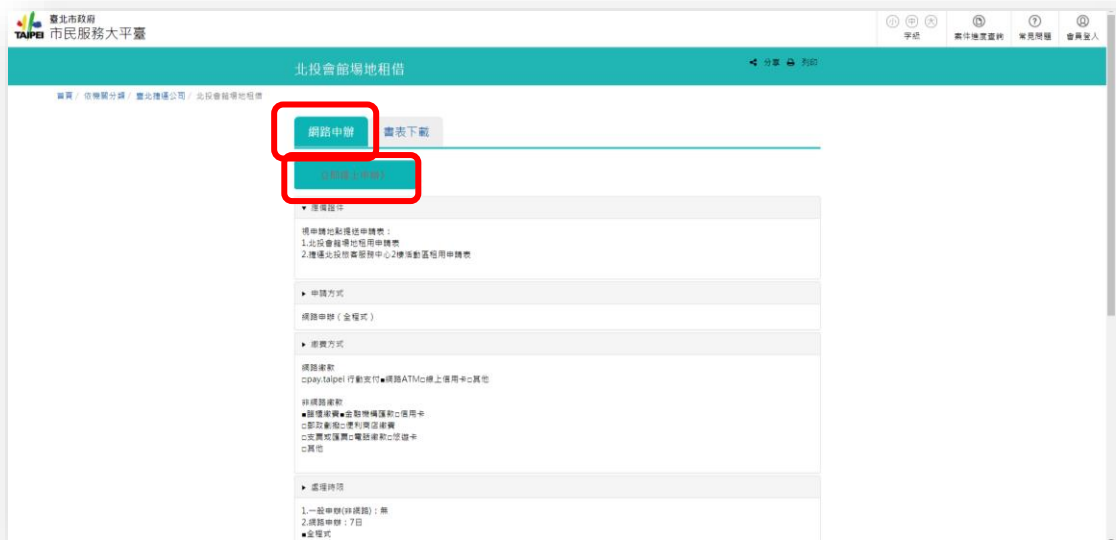 臺北市政府
TAIPEI 市民服務大平臺
小 中 大
字級
案件進度查詢
常見問題
會員登入
北投會館場地租借
分享 列印
首頁 / 依機關分類 / 臺北捷運公司 / 北投會館場地租借
網路申辦 書表下載
▼ 應備證件
視申請地點遞送申請表：
1.北投會館場地租用申請表
2.捷運北投旅客服務中心2樓活動區租用申請表
▶ 申請方式
網路申辦（全程式）
▶ 繳費方式
網路繳款
□pay.taipei 行動支付■網路ATM□線上信用卡□其他
非網路繳款
■臨櫃繳費■金融機構匯款□信用卡
□郵政劃撥□便利商店繳費
□支票或匯票□電話繳款□悠遊卡
□其他
▶ 處理時限
1.一般申辦(非網路)：無
2.網路申辦：7日
■全程式